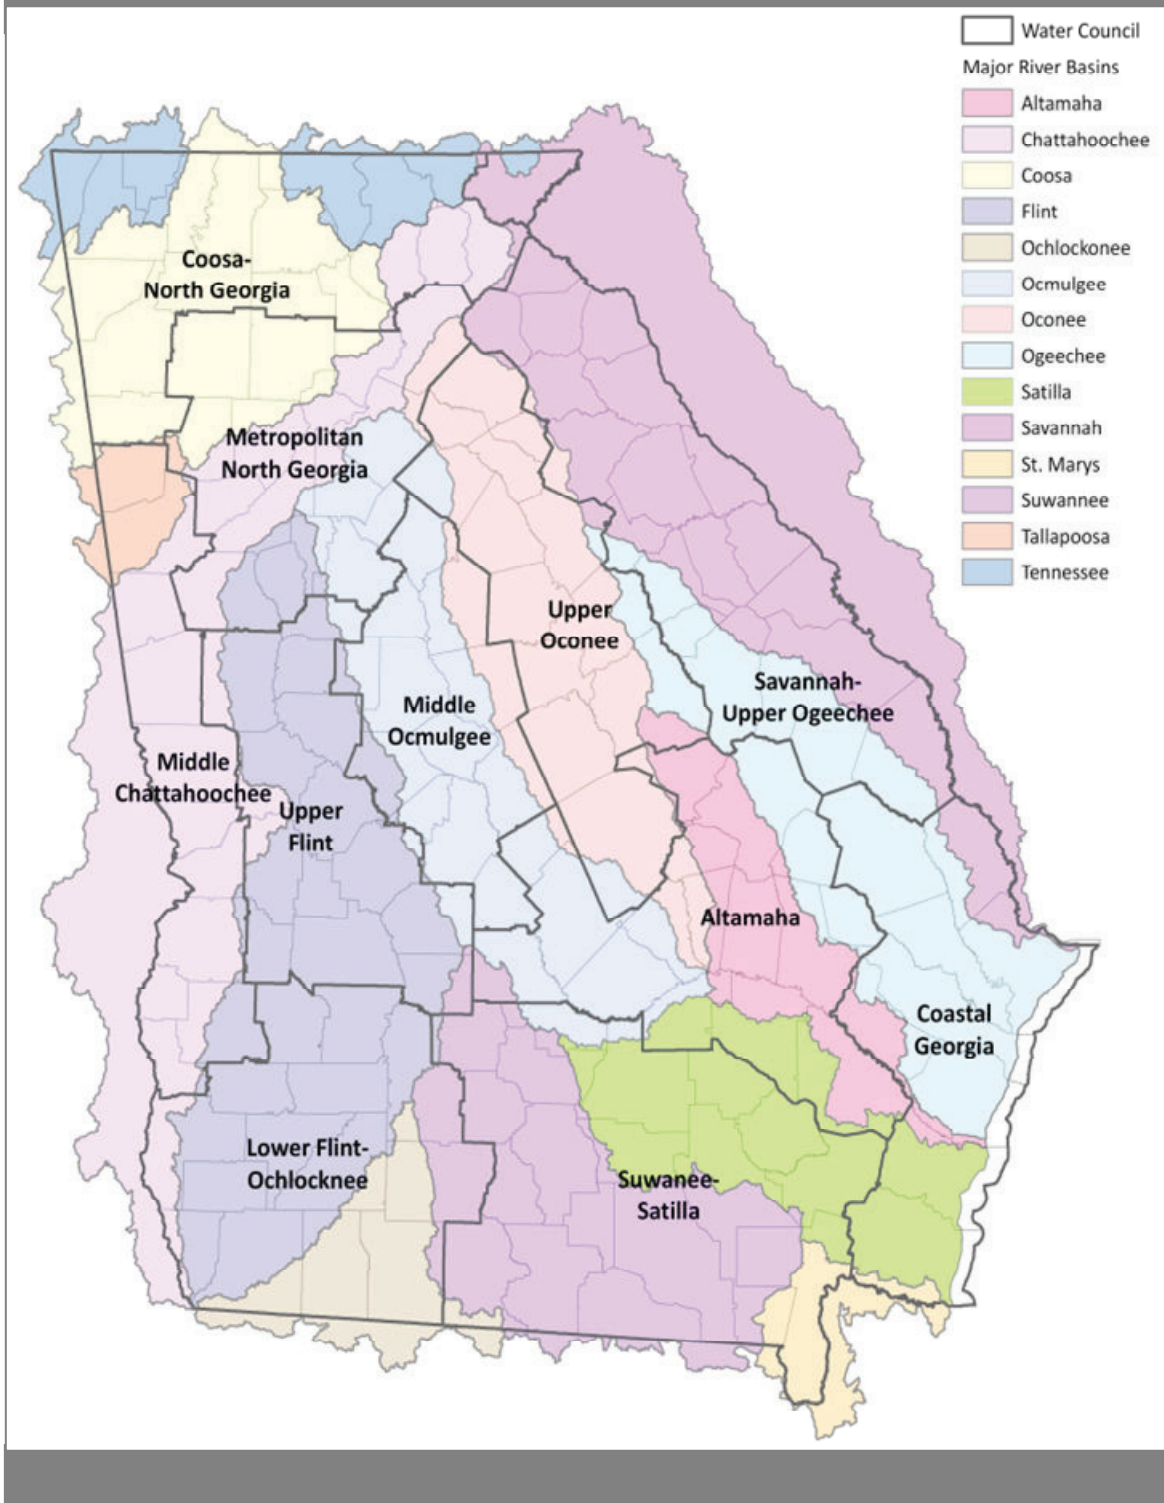 Water Council
Major River Basins
Altamaha
Chattahoochee
Coosa
Flint
Ochlockonee
Ocmulgee
Oconee
Ogeechee
Satilla
Savannah
St. Marys
Suwannee
Tallapoosa
Tennessee
Coosa-
North Georgia
Metropolitan
North Georgia
Upper
Oconee
Savannah-
Upper Ogeechee
Middle
Ocmulgee
Middle
Chattahoochee
Upper
Flint
Altamaha
Coastal
Georgia
Lower Flint-
Ochlocknee
Suwanee-
Satilla